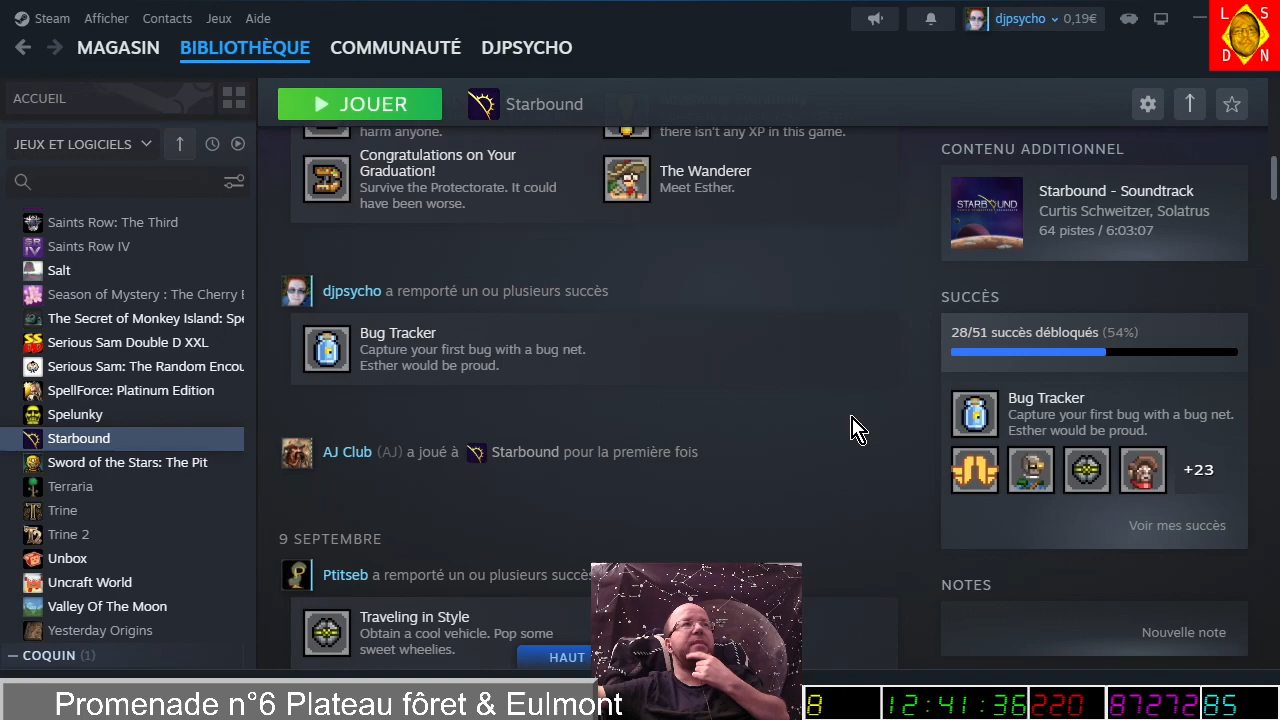 Steam Afficher Contacts Jeux Aide
djpsycho 0,19€
L S
D N
MAGASIN BIBLIOTHÈQUE COMMUNAUTÉ DJPSYCHO
ACCUEIL
JEUX ET LOGICIELS
Saints Row: The Third
Saints Row IV
Salt
Season of Mystery : The Cherry E
The Secret of Monkey Island: Spe
Serious Sam Double D XXL
Serious Sam: The Random Encou
SpellForce: Platinum Edition
Spelunky
Starbound
Sword of the Stars: The Pit
Terraria
Trine
Trine 2
Unbox
Uncraft World
Valley Of The Moon
Yesterday Origins
COQUIN (1)
JOUER
Starbound
harm anyone.
there isn't any XP in this game.
Congratulations on Your
Graduation!
Survive the Protectorate. It could
have been worse.
The Wanderer
Meet Esther.
djpsycho a remporté un ou plusieurs succès
Bug Tracker
Capture your first bug with a bug net.
Esther would be proud.
AJ Club (AJ) a joué à Starbound pour la première fois
9 SEPTEMBRE
Ptitseb a remporté un ou plusieurs succès
Traveling in Style
Obtain a cool vehicle. Pop some
sweet wheelies.
HAUT
CONTENU ADDITIONNEL
STARBOUND
Starbound - Soundtrack
Curtis Schweitzer, Solatrus
64 pistes / 6:03:07
SUCCÈS
28/51 succès débloqués (54%)
Bug Tracker
Capture your first bug with a bug net.
Esther would be proud.
+23
Voir mes succès
NOTES
Nouvelle note
Promenade n°6 Plateau fôret & Eulmont
8 12:41:36 220 87272 85